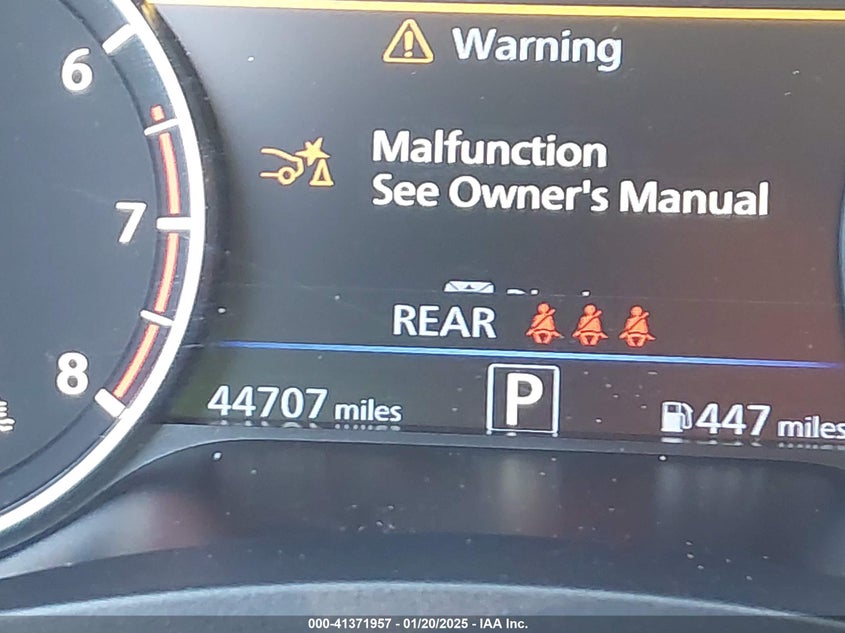 6
Warning
Malfunction
See Owner's Manual
7
REAR
8
44707 miles
P
447 miles
000-41371957 - 01/20/2025 - IAA Inc.